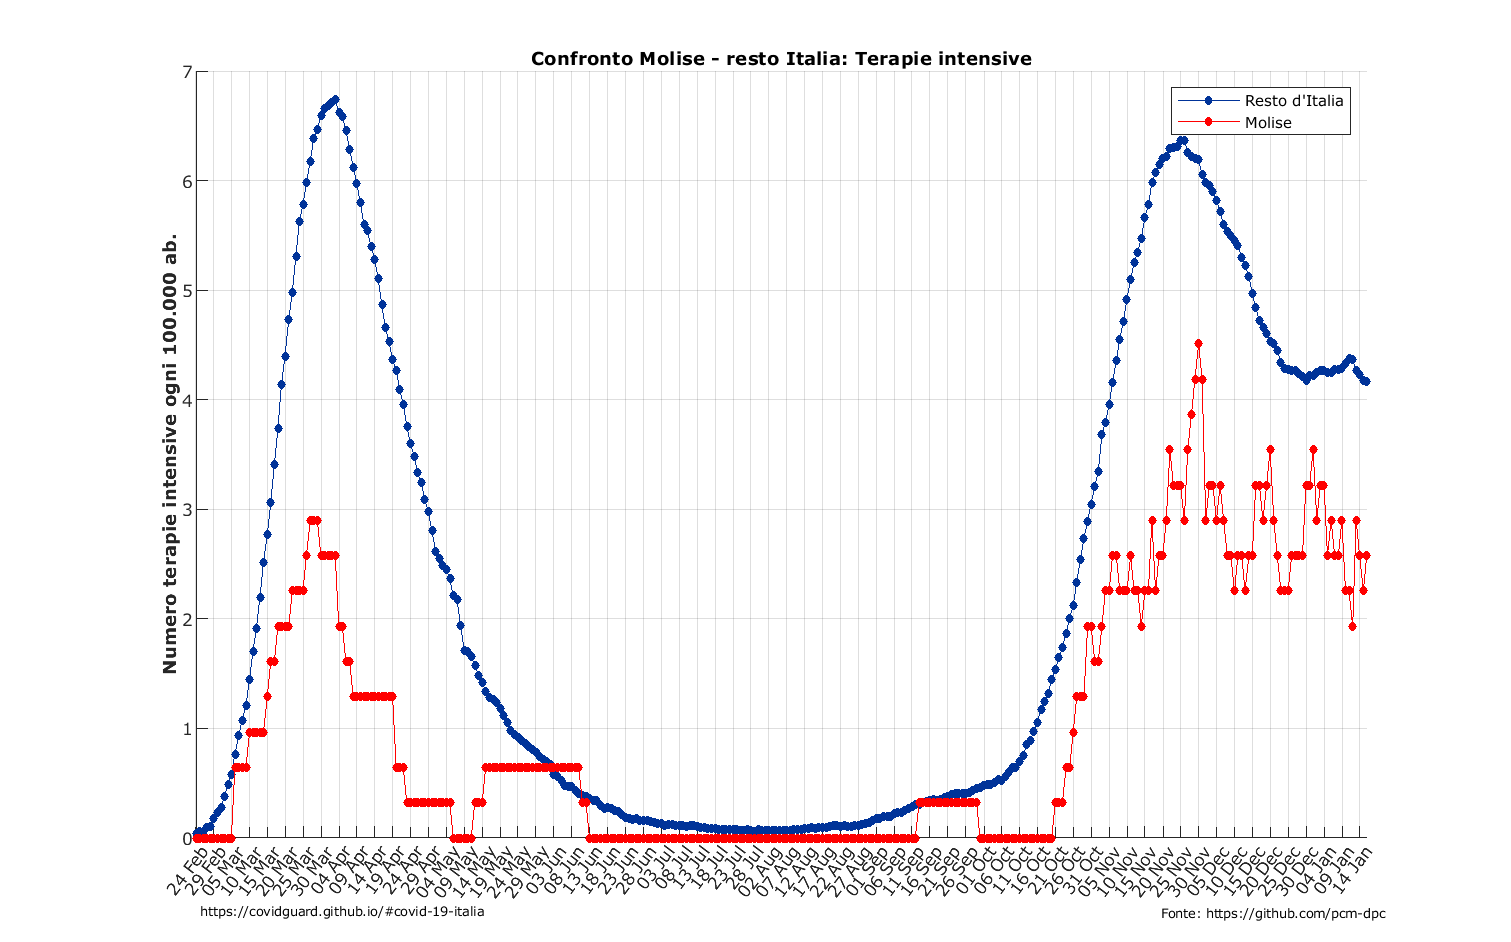 Confronto Molise - resto Italia: Terapie intensive
Resto d'Italia
Molise
Numero terapie intensive ogni 100.000 ab.
7
6
5
4
3
2
1
0
24 Feb
29 Feb
05 Mar
10 Mar
15 Mar
20 Mar
25 Mar
30 Mar
04 Apr
09 Apr
14 Apr
19 Apr
24 Apr
29 Apr
04 May
09 May
14 May
19 May
24 May
29 May
03 Jun
08 Jun
13 Jun
18 Jun
23 Jun
28 Jun
03 Jul
08 Jul
13 Jul
18 Jul
23 Jul
28 Jul
02 Aug
07 Aug
12 Aug
17 Aug
22 Aug
27 Aug
01 Sep
06 Sep
11 Sep
16 Sep
21 Sep
26 Sep
01 Oct
06 Oct
11 Oct
16 Oct
21 Oct
26 Oct
31 Oct
05 Nov
10 Nov
15 Nov
20 Nov
25 Nov
30 Nov
05 Dec
10 Dec
15 Dec
20 Dec
25 Dec
30 Dec
04 Jan
09 Jan
14 Jan
https://covidguard.github.io/#covid-19-italia
Fonte: https://github.com/pcm-dpc